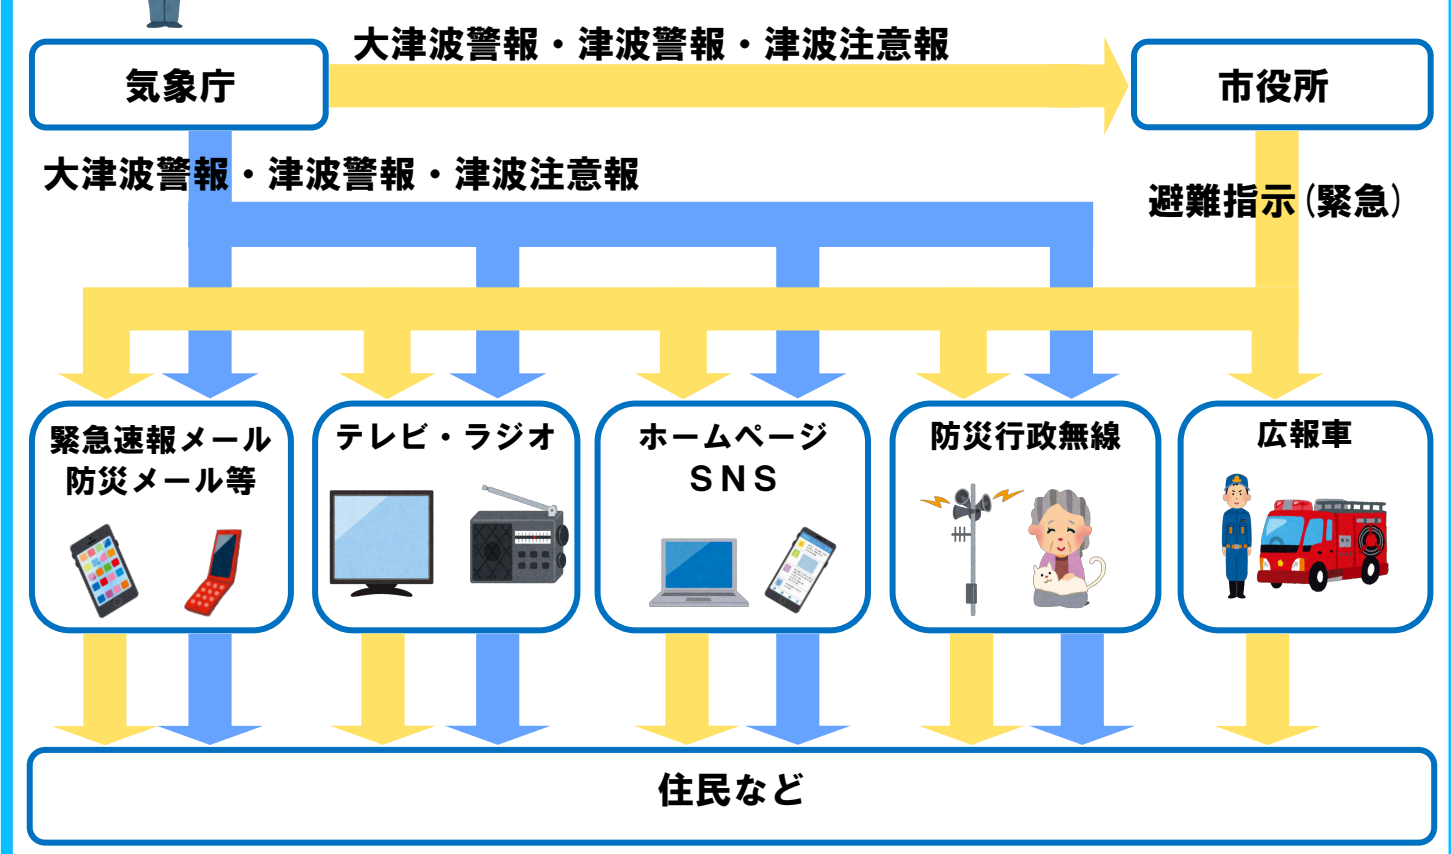 大津波警報・津波警報・津波注意報
気象庁
市役所
大津波警報・津波警報・津波注意報
避難指示(緊急)
緊急速報メール
防災メール等
テレビ・ラジオ
ホームページ
SNS
防災行政無線
広報車
住民など